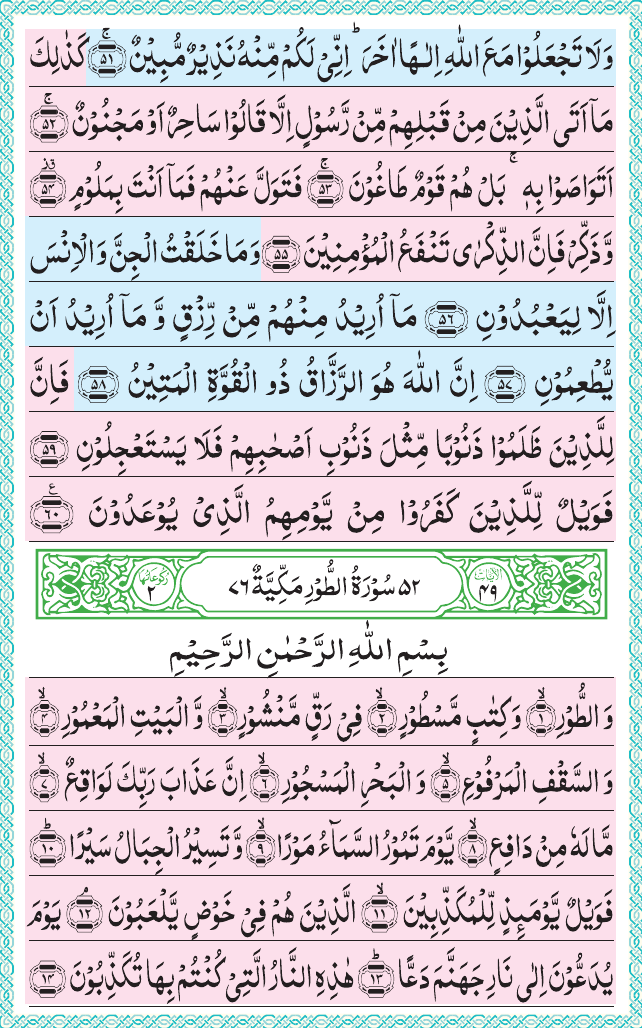 وَلَا تَجْعَلُوْا مَعَ اللّٰهِ اِلٰـهًا اٰخَرَ ؕ اِنِّىْ لَكُمْ مِّنْهُ نَذِيْرٌ مُّبِيْنٌ ۚ ﴿۵۱﴾ كَذٰلِكَ
مَاۤ اَتَى الَّذِيْنَ مِنْ قَبْلِهِمْ مِّنْ رَّسُوْلٍ اِلَّا قَالُوْا سَاحِرٌ اَوْ مَجْنُوْنٌ ۚ ﴿۵۲﴾
اَتَوَاصَوْا بِهٖ ۚ بَلْ هُمْ قَوْمٌ طَاغُوْنَ ۚ ﴿۵۳﴾ فَتَوَلَّ عَنْهُمْ فَمَاۤ اَنْتَ بِمَلُوْمٍ ﴿۵۴﴾
وَّذَكِّرْ فَاِنَّ الذِّكْرٰى تَنْفَعُ الْمُؤْمِنِيْنَ ﴿۵۵﴾ وَمَا خَلَقْتُ الْجِنَّ وَالْاِنْسَ
اِلَّا لِيَعْبُدُوْنِ ﴿۵۶﴾ مَاۤ اُرِيْدُ مِنْهُمْ مِّنْ رِّزْقٍ وَّمَاۤ اُرِيْدُ اَنْ
يُّطْعِمُوْنِ ﴿۵۷﴾ اِنَّ اللّٰهَ هُوَ الرَّزَّاقُ ذُو الْقُوَّةِ الْمَتِيْنُ ﴿۵۸﴾ فَاِنَّ
لِلَّذِيْنَ ظَلَمُوْا ذَنُوْبًا مِّثْلَ ذَنُوْبِ اَصْحٰبِهِمْ فَلَا يَسْتَعْجِلُوْنِ ﴿۵۹﴾
فَوَيْلٌ لِّلَّذِيْنَ كَفَرُوْا مِنْ يَّوْمِهِمُ الَّذِىْ يُوْعَدُوْنَ ﴿۶۰﴾ ع
الآياتها ۴۹ ۵۲ سُوْرَةُ الطُّوْرِ مَكِّيَّةٌ ۷۶ رُكُوْعَاتُهَا ۲
بِسْمِ اللّٰهِ الرَّحْمٰنِ الرَّحِيْمِ
وَالطُّوْرِ ۙ ﴿۱﴾ وَكِتٰبٍ مَّسْطُوْرٍ ۙ ﴿۲﴾ فِىْ رَقٍّ مَّنْشُوْرٍ ۙ ﴿۳﴾ وَّالْبَيْتِ الْمَعْمُوْرِ ۙ ﴿۴﴾
وَالسَّقْفِ الْمَرْفُوْعِ ۙ ﴿۵﴾ وَالْبَحْرِ الْمَسْجُوْرِ ۙ ﴿۶﴾ اِنَّ عَذَابَ رَبِّكَ لَوَاقِعٌ ۙ ﴿۷﴾
مَّا لَهٗ مِنْ دَافِعٍ ۙ ﴿۸﴾ يَّوْمَ تَمُوْرُ السَّمَآءُ مَوْرًا ۙ ﴿۹﴾ وَّتَسِيْرُ الْجِبَالُ سَيْرًا ؕ ﴿۱۰﴾
فَوَيْلٌ يَّوْمَئِذٍ لِّلْمُكَذِّبِيْنَ ۙ ﴿۱۱﴾ الَّذِيْنَ هُمْ فِىْ خَوْضٍ يَّلْعَبُوْنَ ۘ ﴿۱۲﴾ يَوْمَ
يُدَعُّوْنَ اِلٰى نَارِ جَهَنَّمَ دَعًّا ؕ ﴿۱۳﴾ هٰذِهِ النَّارُ الَّتِىْ كُنْتُمْ بِهَا تُكَذِّبُوْنَ ﴿۱۴﴾